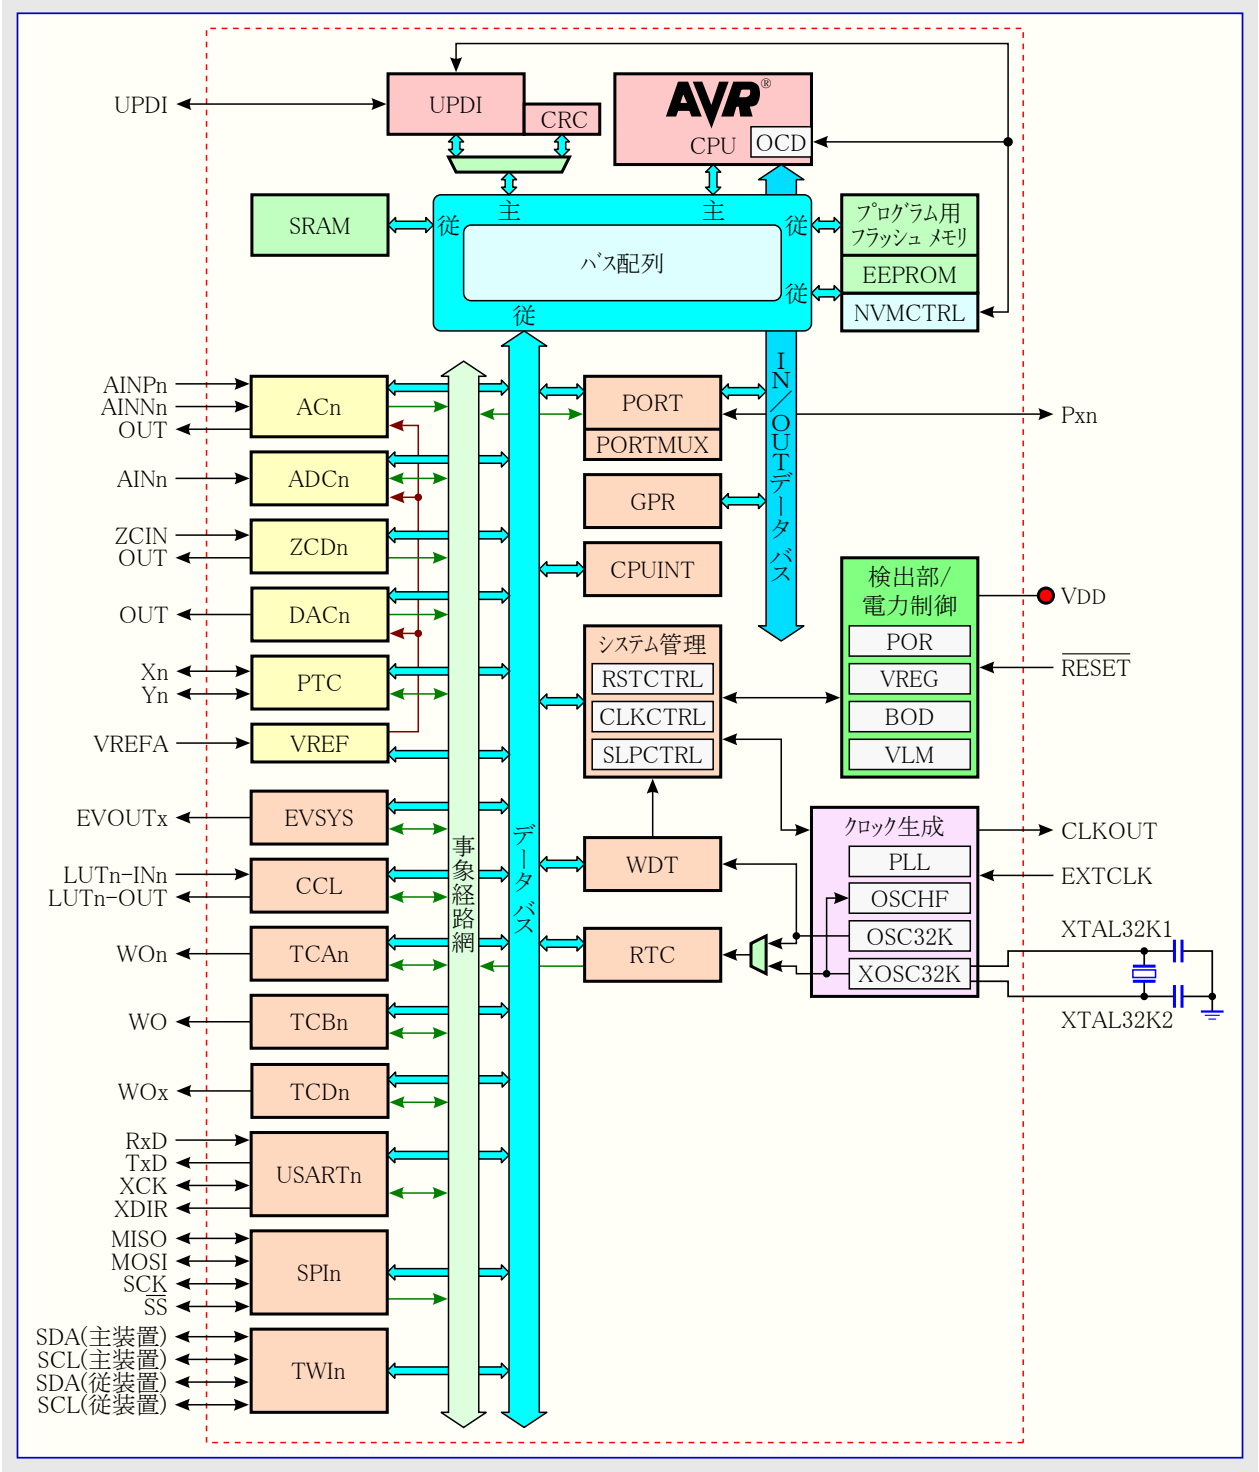 UPDI
UPDI
CRC
AVR®
CPU
OCD
SRAM
主
主
従
従
従
従
バス配列
プログラム用
フラッシュ メモリ
EEPROM
NVMCTRL
AINPn
AINNn
OUT
ACn
AINn
ADCn
ZCIN
OUT
ZCDn
OUT
DACn
Xn
Yn
PTC
VREFA
VREF
EVOUTx
EVSYS
LUTn-INn
LUTn-OUT
CCL
WOn
TCAn
WO
TCBn
WOx
TCDn
RxD
TxD
XCK
XDIR
USARTn
MISO
MOSI
SCK
SS
SPIn
SDA(主装置)
SCL(主装置)
SDA(従装置)
SCL(従装置)
TWIn
事象経路網
データ バス
IN/OUTデータ バス
PORT
PORTMUX
Pxn
GPR
CPUINT
システム管理
RSTCTRL
CLKCTRL
SLPCTRL
WDT
RTC
検出部/
電力制御
POR
VREG
BOD
VLM
VDD
RESET
クロック生成
PLL
OSCHF
OSC32K
XOSC32K
CLKOUT
EXTCLK
XTAL32K1
XTAL32K2